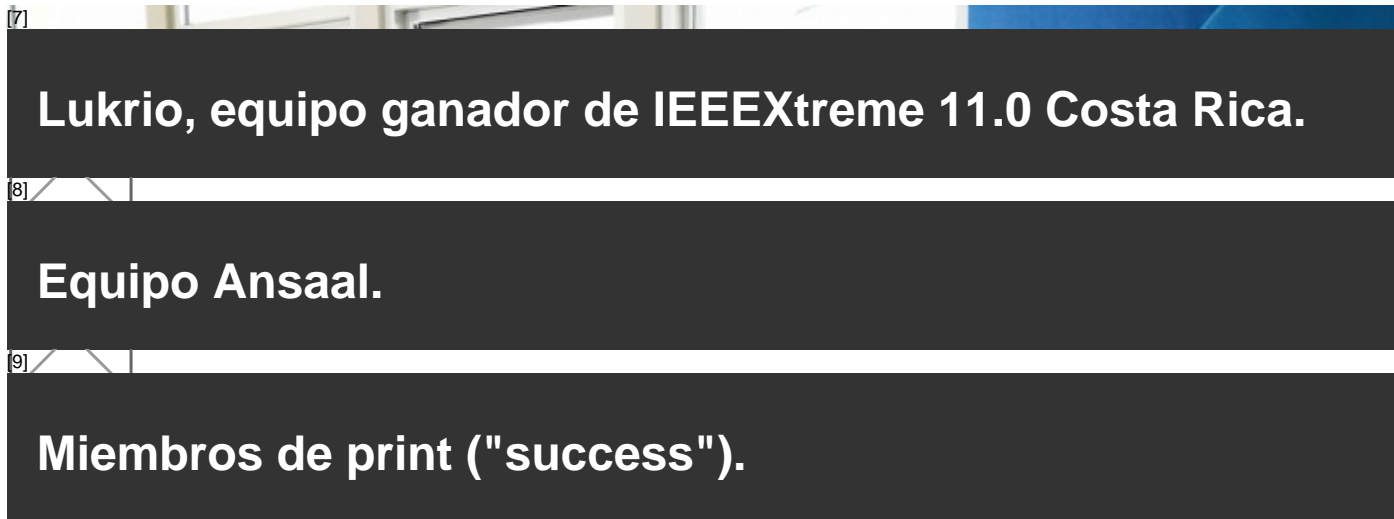 [7]
Lukrio, equipo ganador de IEEEXtreme 11.0 Costa Rica.
[8]
Equipo Ansaal.
[9]
Miembros de print ("success").